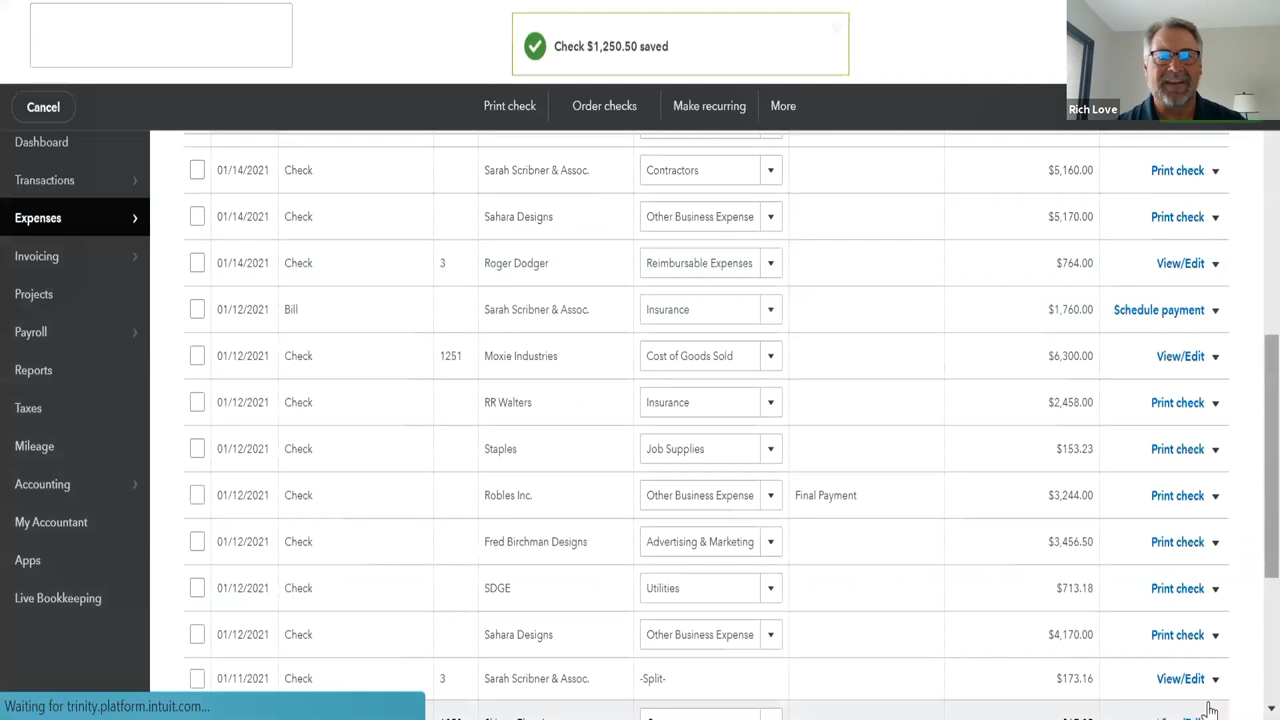 Check $1,250.50 saved
Rich Love
Cancel
Print check
Order checks
Make recurring
More
Dashboard
Transactions
Expenses
Invoicing
Projects
Payroll
Reports
Taxes
Mileage
Accounting
My Accountant
Apps
Live Bookkeeping
01/14/2021 Check Sarah Scribner & Assoc. Contractors $5,160.00 Print check
01/14/2021 Check Sahara Designs Other Business Expense $5,170.00 Print check
01/14/2021 Check 3 Roger Dodger Reimbursable Expenses $764.00 View/Edit
01/12/2021 Bill Sarah Scribner & Assoc. Insurance $1,760.00 Schedule payment
01/12/2021 Check 1251 Moxie Industries Cost of Goods Sold $6,300.00 View/Edit
01/12/2021 Check RR Walters Insurance $2,458.00 Print check
01/12/2021 Check Staples Job Supplies $153.23 Print check
01/12/2021 Check Robles Inc. Other Business Expense Final Payment $3,244.00 Print check
01/12/2021 Check Fred Birchman Designs Advertising & Marketing $3,456.50 Print check
01/12/2021 Check SDGE Utilities $713.18 Print check
01/12/2021 Check Sahara Designs Other Business Expense $4,170.00 Print check
01/11/2021 Check 3 Sarah Scribner & Assoc. -Split- $173.16 View/Edit
Waiting for trinity.platform.intuit.com...